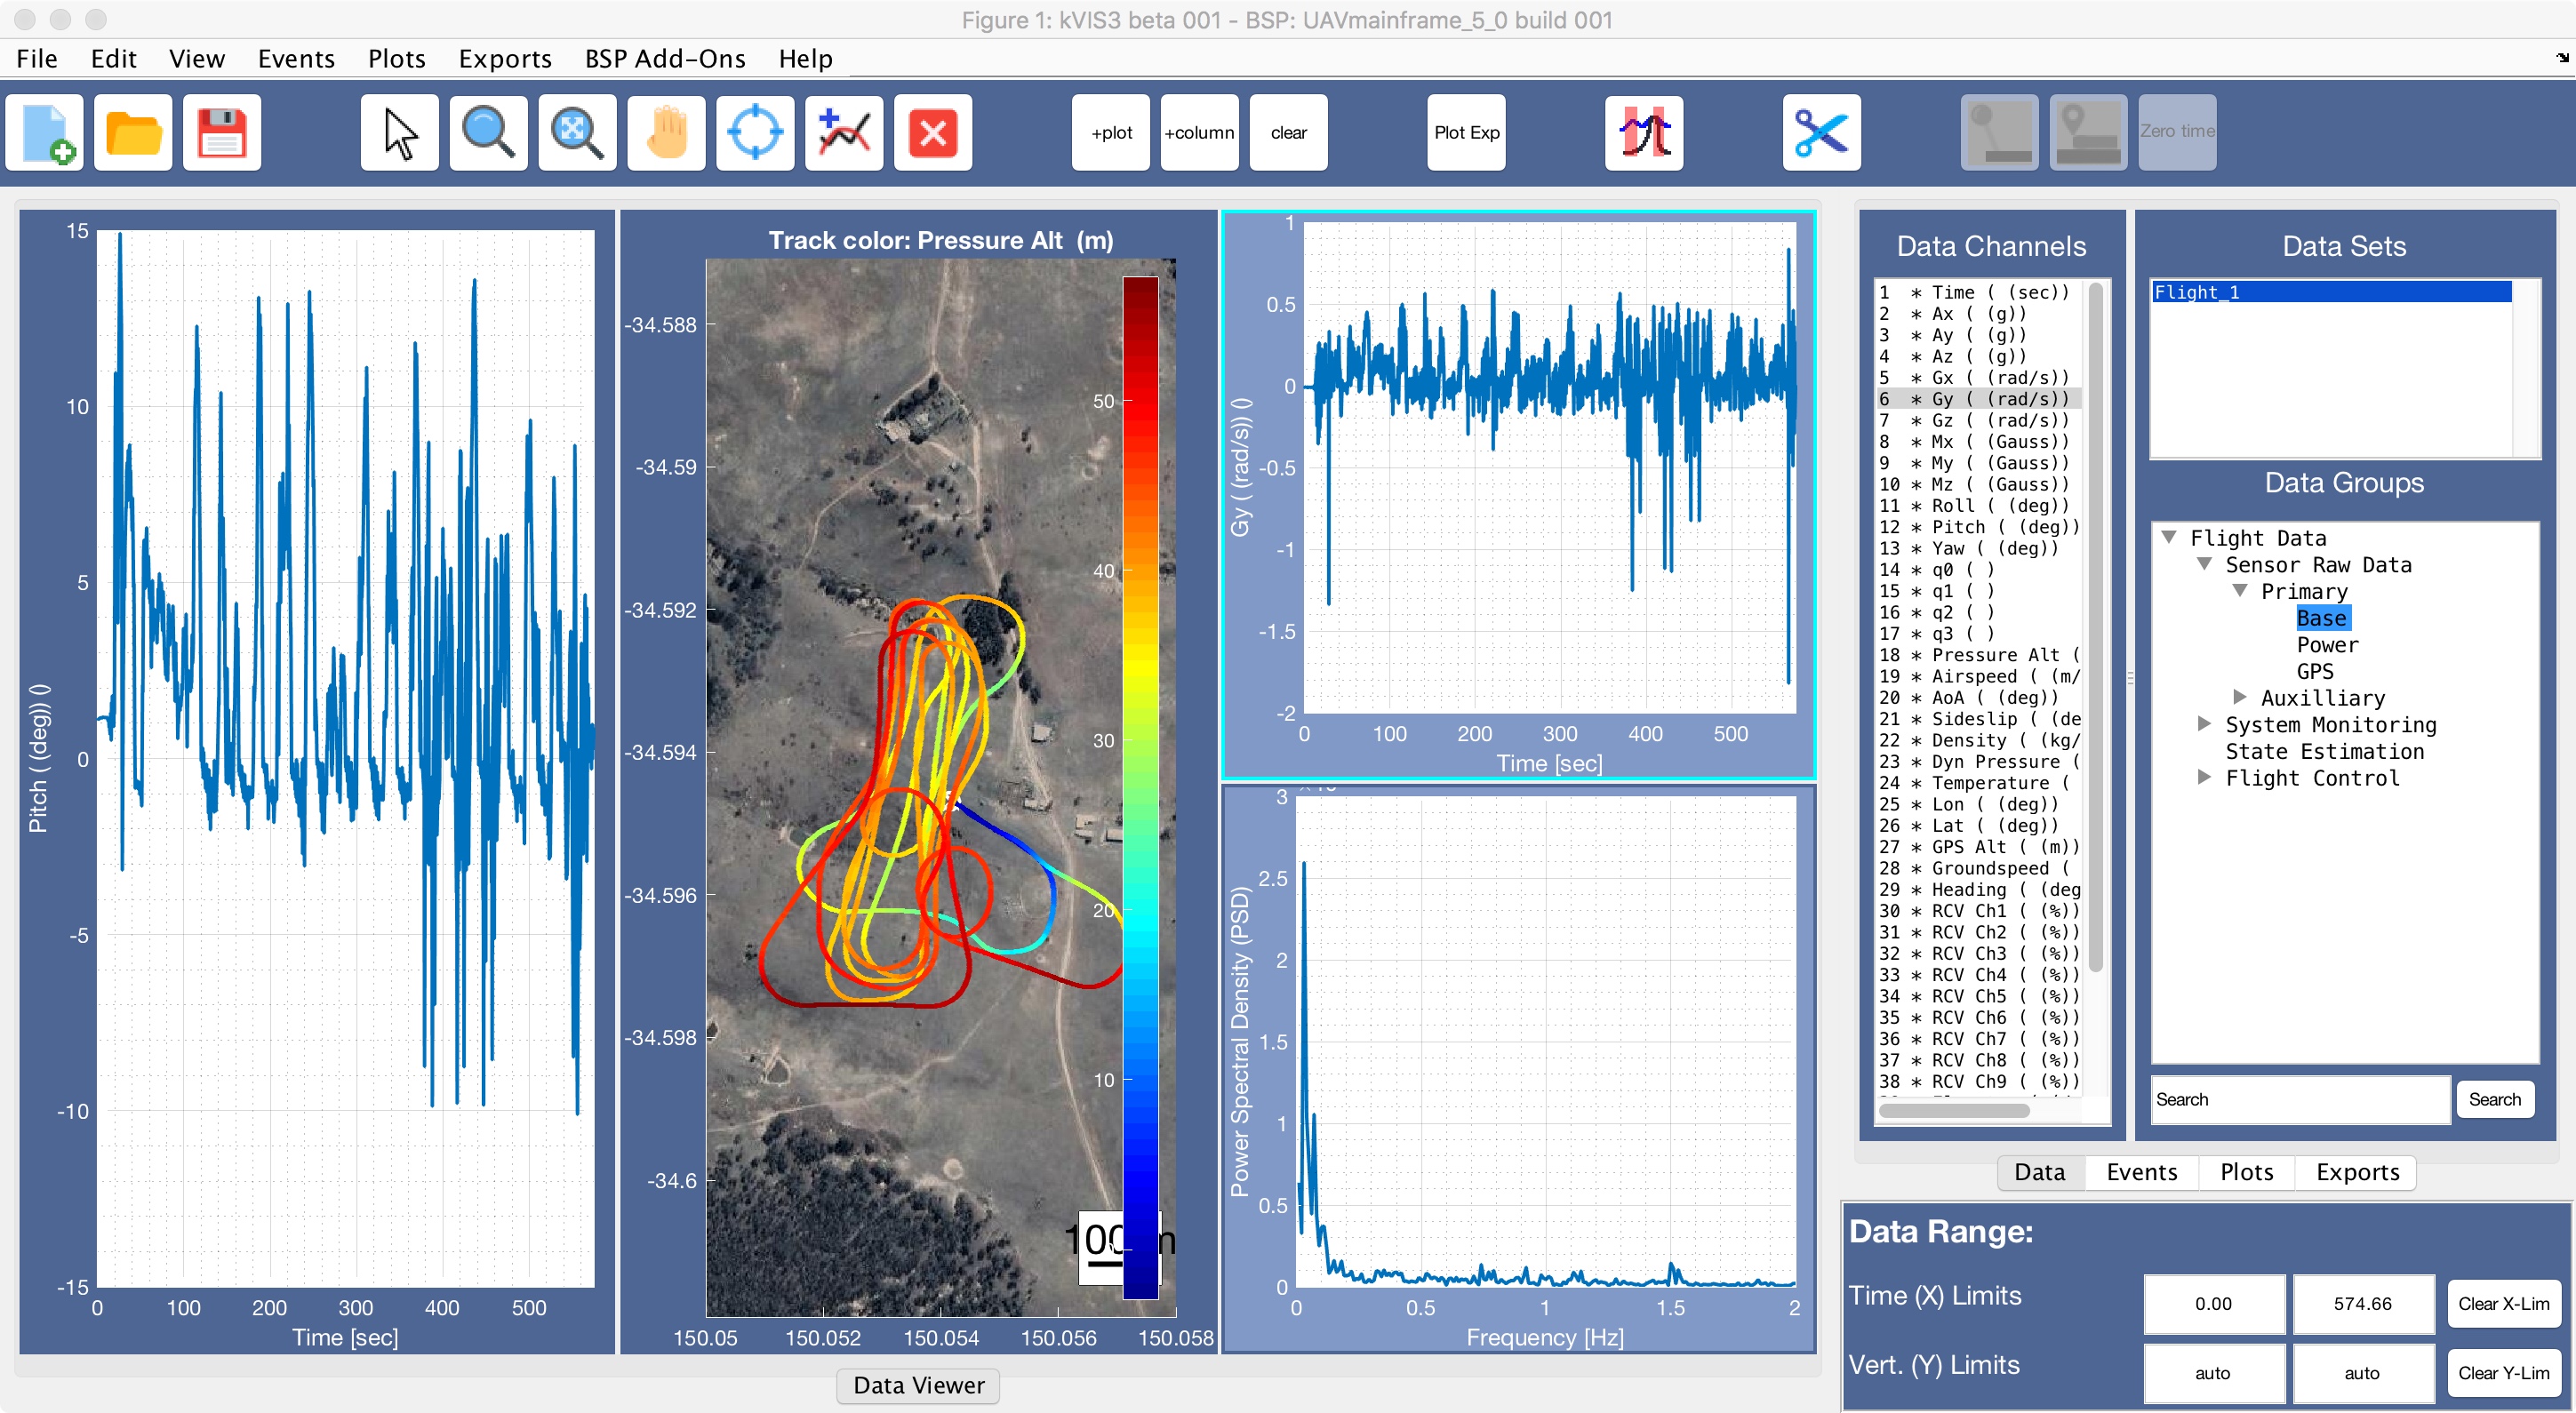 Figure 1: kVIS3 beta 001 - BSP: UAVmainframe_5_0 build 001
File Edit View Events Plots Exports BSP Add-Ons Help
+plot +column clear Plot Exp Zero time
15
10
5
0
-5
-10
-15
Pitch ( (deg)) ()
0 100 200 300 400 500
Time [sec]
Track color: Pressure Alt (m)
-34.588
-34.59
-34.592
-34.594
-34.596
-34.598
-34.6
50
40
30
20
10
100 m
150.05 150.052 150.054 150.056 150.058
1
0.5
0
-0.5
-1
-1.5
-2
Gy ( (rad/s)) ()
0 100 200 300 400 500
Time [sec]
3
2.5
2
1.5
1
0.5
0
Power Spectral Density (PSD)
0 0.5 1 1.5 2
Frequency [Hz]
Data Viewer
Data Channels
1 * Time ( (sec))
2 * Ax ( (g))
3 * Ay ( (g))
4 * Az ( (g))
5 * Gx ( (rad/s))
6 * Gy ( (rad/s))
7 * Gz ( (rad/s))
8 * Mx ( (Gauss))
9 * My ( (Gauss))
10 * Mz ( (Gauss))
11 * Roll ( (deg))
12 * Pitch ( (deg))
13 * Yaw ( (deg))
14 * q0 ( )
15 * q1 ( )
16 * q2 ( )
17 * q3 ( )
18 * Pressure Alt (
19 * Airspeed ( (m/
20 * AoA ( (deg))
21 * Sideslip ( (de
22 * Density ( (kg/
23 * Dyn Pressure (
24 * Temperature (
25 * Lon ( (deg))
26 * Lat ( (deg))
27 * GPS Alt ( (m))
28 * Groundspeed (
29 * Heading ( (deg
30 * RCV Ch1 ( (%))
31 * RCV Ch2 ( (%))
32 * RCV Ch3 ( (%))
33 * RCV Ch4 ( (%))
34 * RCV Ch5 ( (%))
35 * RCV Ch6 ( (%))
36 * RCV Ch7 ( (%))
37 * RCV Ch8 ( (%))
38 * RCV Ch9 ( (%))
Data Sets
Flight_1
Data Groups
Flight Data
Sensor Raw Data
Primary
Base
Power
GPS
Auxilliary
System Monitoring
State Estimation
Flight Control
Search Search
Data Events Plots Exports
Data Range:
Time (X) Limits 0.00 574.66 Clear X-Lim
Vert. (Y) Limits auto auto Clear Y-Lim